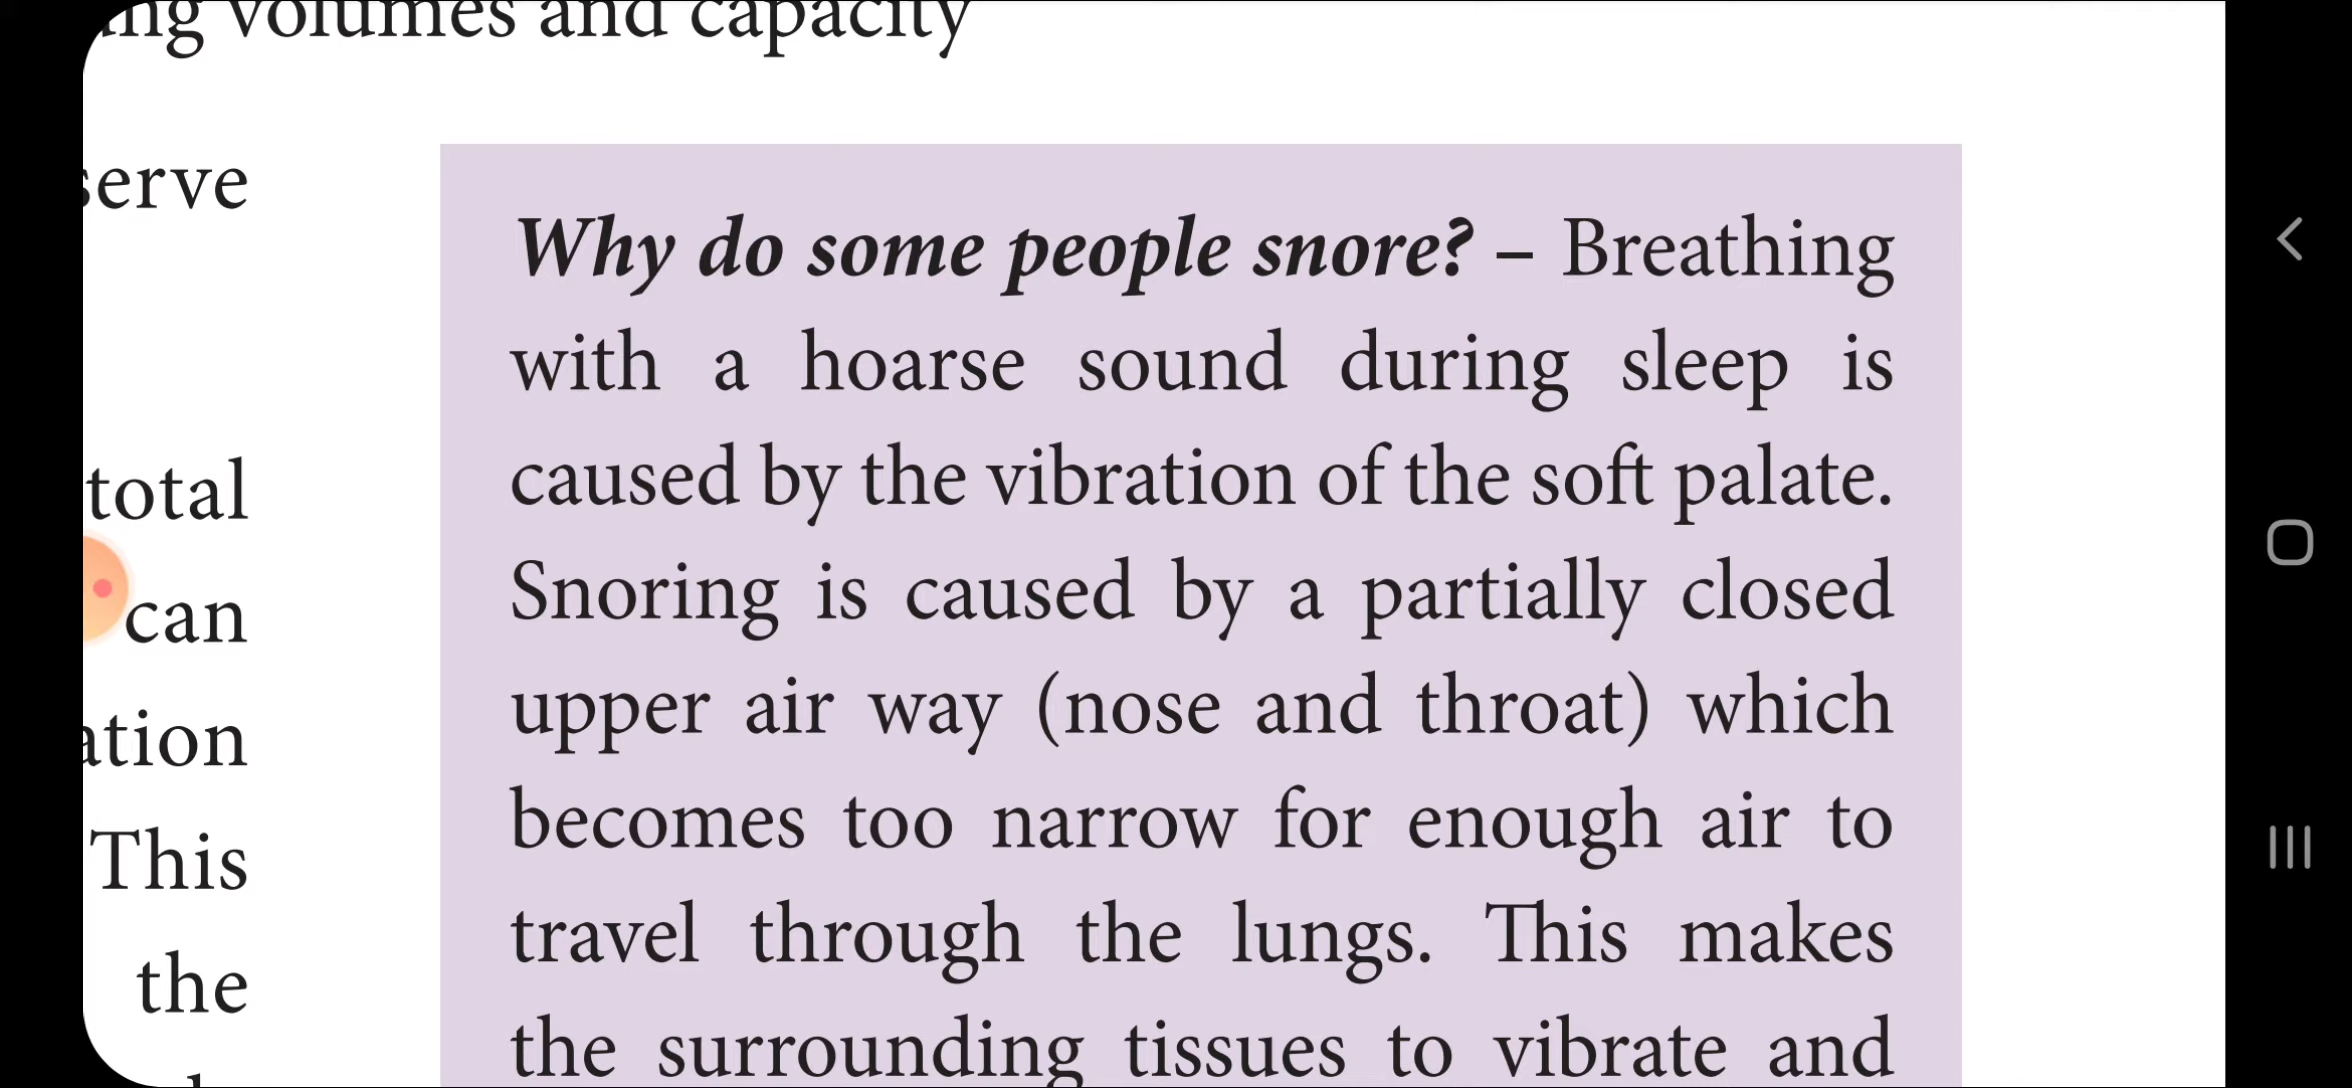 ing volumes and capacity
serve
total
can
ation
This
the
Why do some people snore? – Breathing
with a hoarse sound during sleep is
caused by the vibration of the soft palate.
Snoring is caused by a partially closed
upper air way (nose and throat) which
becomes too narrow for enough air to
travel through the lungs. This makes
the surrounding tissues to vibrate and